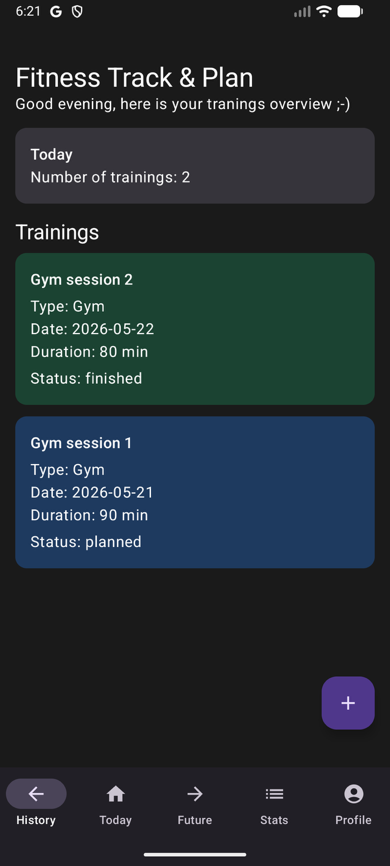 6:21
Fitness Track & Plan
Good evening, here is your tranings overview ;-)
Today
Number of trainings: 2
Trainings
Gym session 2
Type: Gym
Date: 2026-05-22
Duration: 80 min
Status: finished
Gym session 1
Type: Gym
Date: 2026-05-21
Duration: 90 min
Status: planned
+
History Today Future Stats Profile